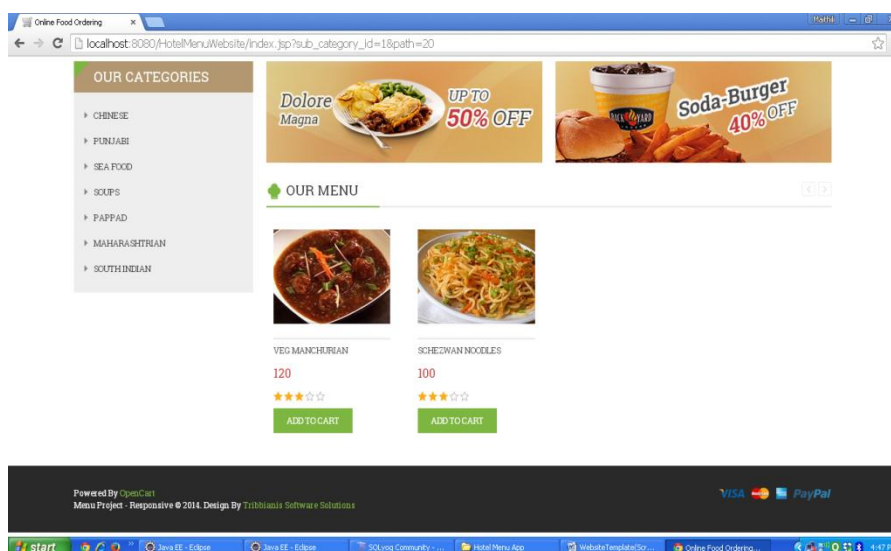 Online Food Ordering
localhost:8080/HotelMenuWebsite/index.jsp?sub_category_id=1&path=20
OUR CATEGORIES
CHINESE
PUNJABI
SEA FOOD
SOUPS
PAPPAD
MAHARASHTRIAN
SOUTH INDIAN
Dolore
Magna
UP TO
50% OFF
BACK YARD
Soda-Burger
40% OFF
OUR MENU
VEG MANCHURIAN
120
ADD TO CART
SCHEZWAN NOODLES
100
ADD TO CART
Powered By OpenCart
Menu Project - Responsive © 2014. Design By Tribbianis Software Solutions
VISA
PayPal
start
Java EE - Eclipse
Java EE - Eclipse
SQLyog Community - ...
Hotel Menu App
WebsiteTemplate(Scr...
Online Food Ordering...